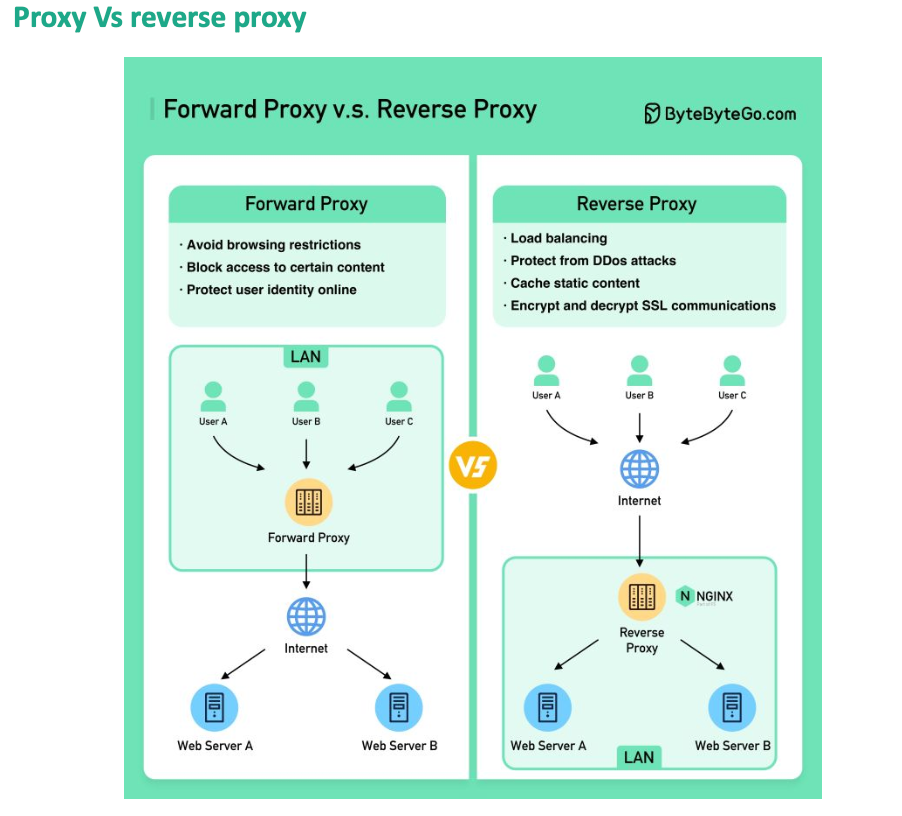 Proxy Vs reverse proxy
Forward Proxy v.s. Reverse Proxy
ByteByteGo.com
Forward Proxy
· Avoid browsing restrictions
· Block access to certain content
· Protect user identity online
LAN
User A
User B
User C
Forward Proxy
Internet
Web Server A
Web Server B
VS
Reverse Proxy
· Load balancing
· Protect from DDos attacks
· Cache static content
· Encrypt and decrypt SSL communications
User A
User B
User C
Internet
N NGINX
Reverse
Proxy
Web Server A
Web Server B
LAN